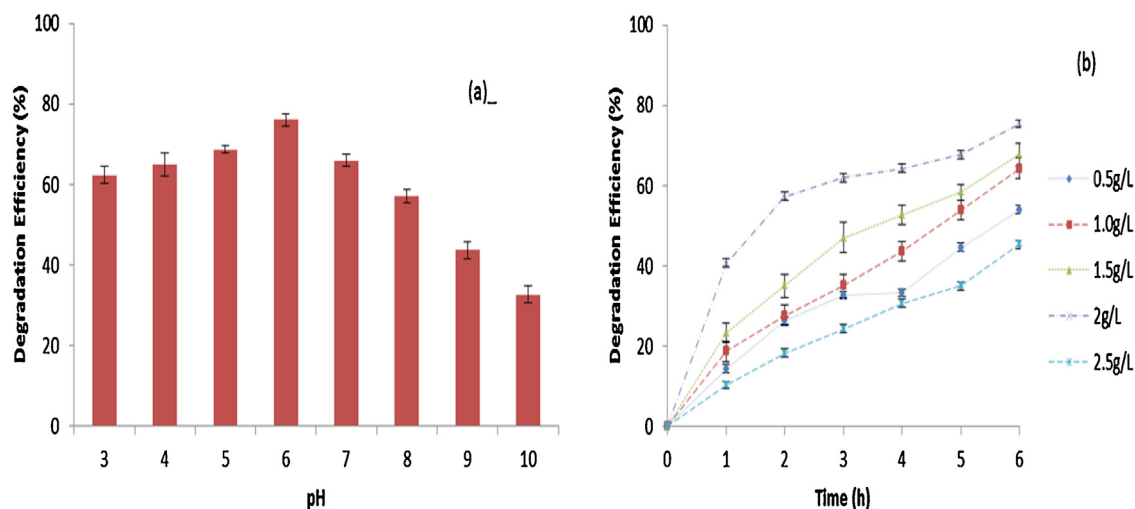 100
80
60
40
20
0
Degradation Efficiency (%)
(a)_
3 4 5 6 7 8 9 10
pH
100
80
60
40
20
0
Degradation Efficiency (%)
(b)
0 1 2 3 4 5 6
Time (h)
0.5g/L
1.0g/L
1.5g/L
2g/L
2.5g/L